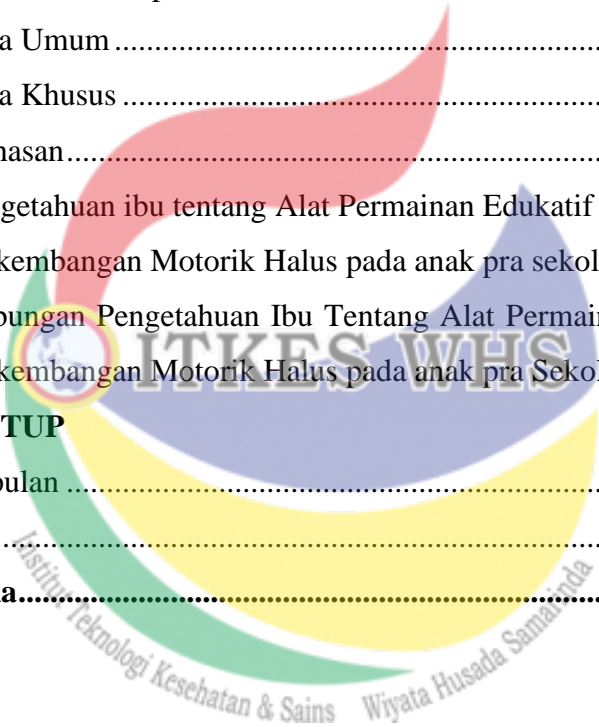 a Umum
a Khusus
hasan
getahuan ibu tentang Alat Permainan Edukatif
kembangan Motorik Halus pada anak pra sekol
ungan Pengetahuan Ibu Tentang Alat Permai
ITKES WHS
kembangan Motorik Halus pada anak pra Sekol
TUP
pulan
a
Institut Teknologi Kesehatan & Sains Wiyata Husada Samarinda